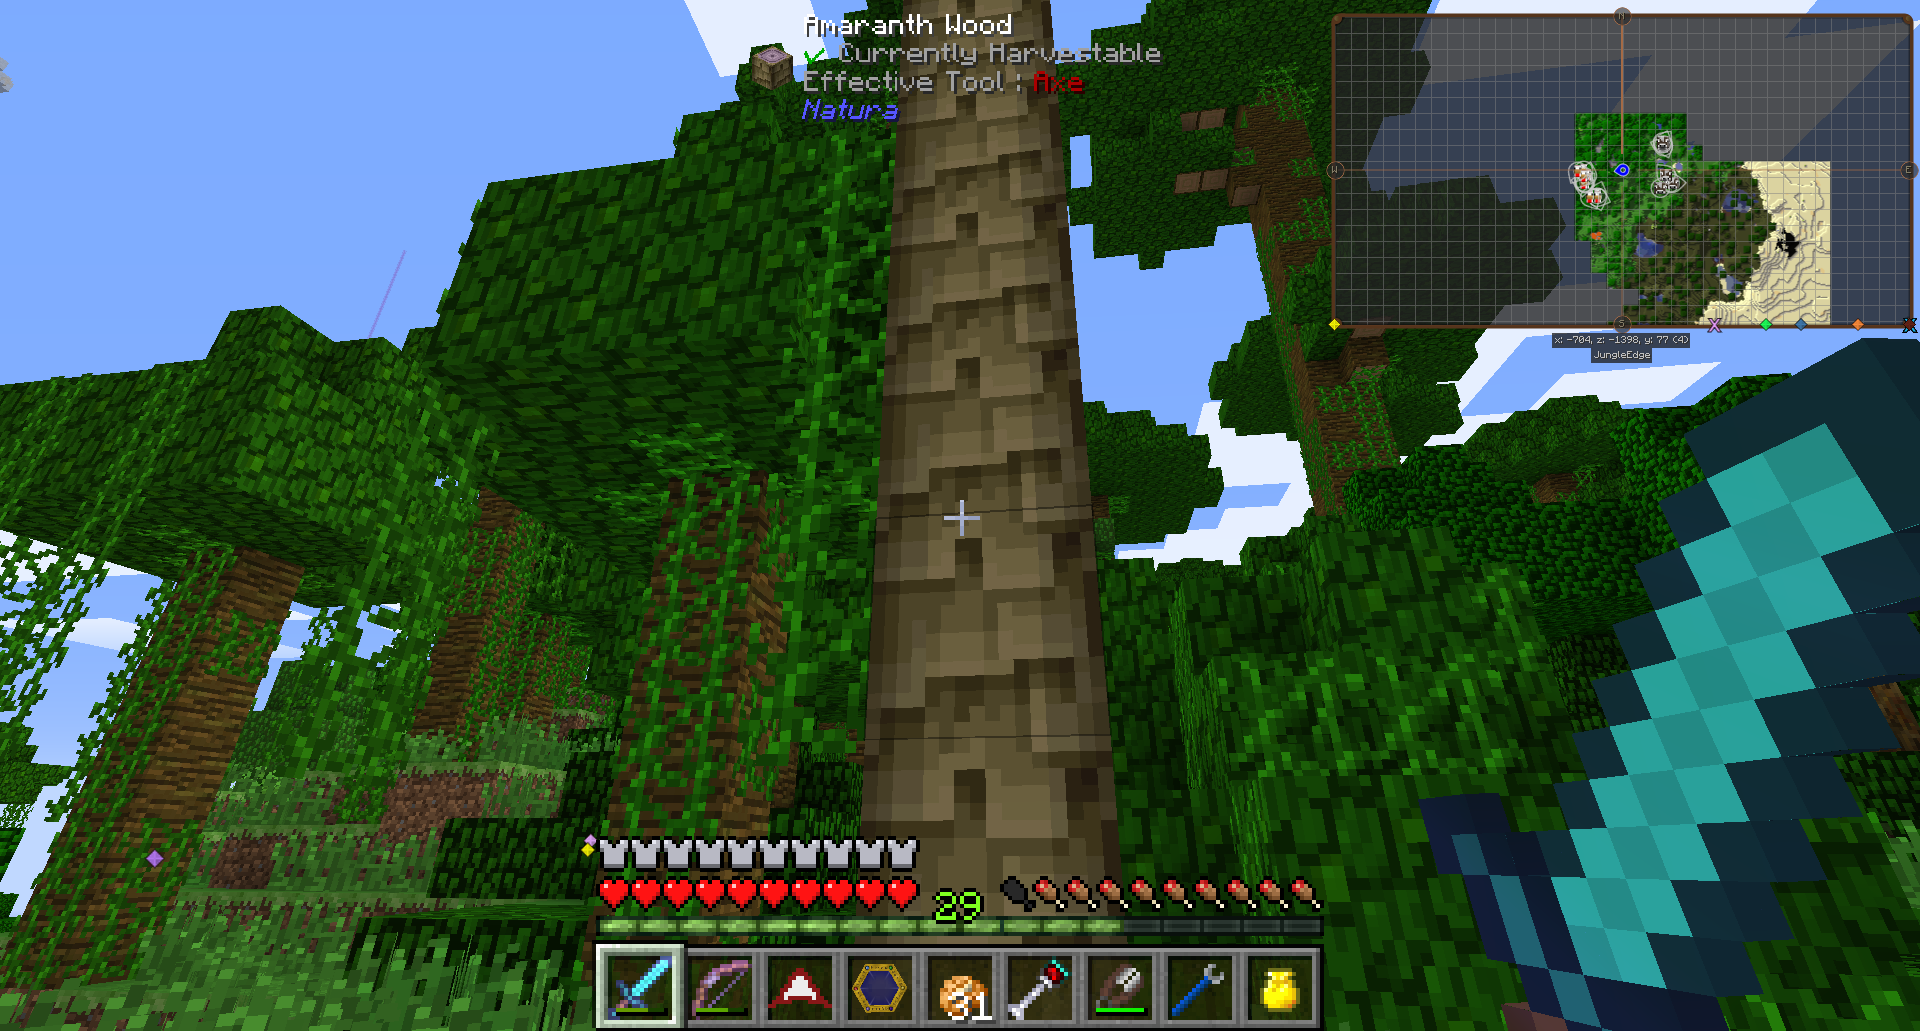 Amaranth Wood
✓ Currently Harvestable
Effective Tool : Axe
Natura
N
W
E
S
x: -704, z: -1398, y: 77 (4)
JungleEdge
29
31